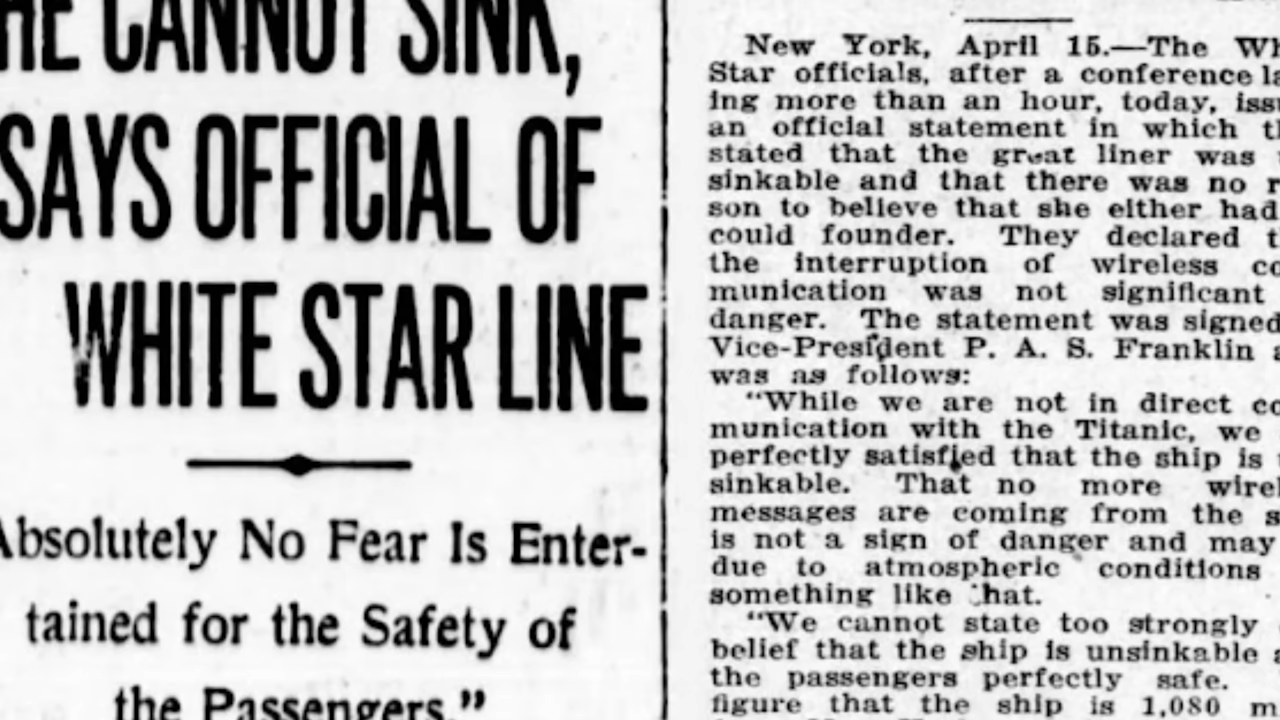 HE CANNOT SINK,
SAYS OFFICIAL OF
WHITE STAR LINE
Absolutely No Fear Is Enter-
tained for the Safety of
the Passengers."
New York, April 15.—The Wh
Star officials, after a conference la
ing more than an hour, today, iss
an official statement in which t
stated that the great liner was
sinkable and that there was no r
son to believe that she either had
could founder. They declared t
the interruption of wireless co
munication was not significant
danger. The statement was signed
Vice-President P. A. S. Franklin a
was as follows:
"While we are not in direct co
munication with the Titanic, we
perfectly satisfied that the ship is
sinkable. That no more wirel
messages are coming from the s
is not a sign of danger and may
due to atmospheric conditions
something like that.
"We cannot state too strongly
belief that the ship is unsinkable a
the passengers perfectly safe.
figure that the ship is 1,080 m